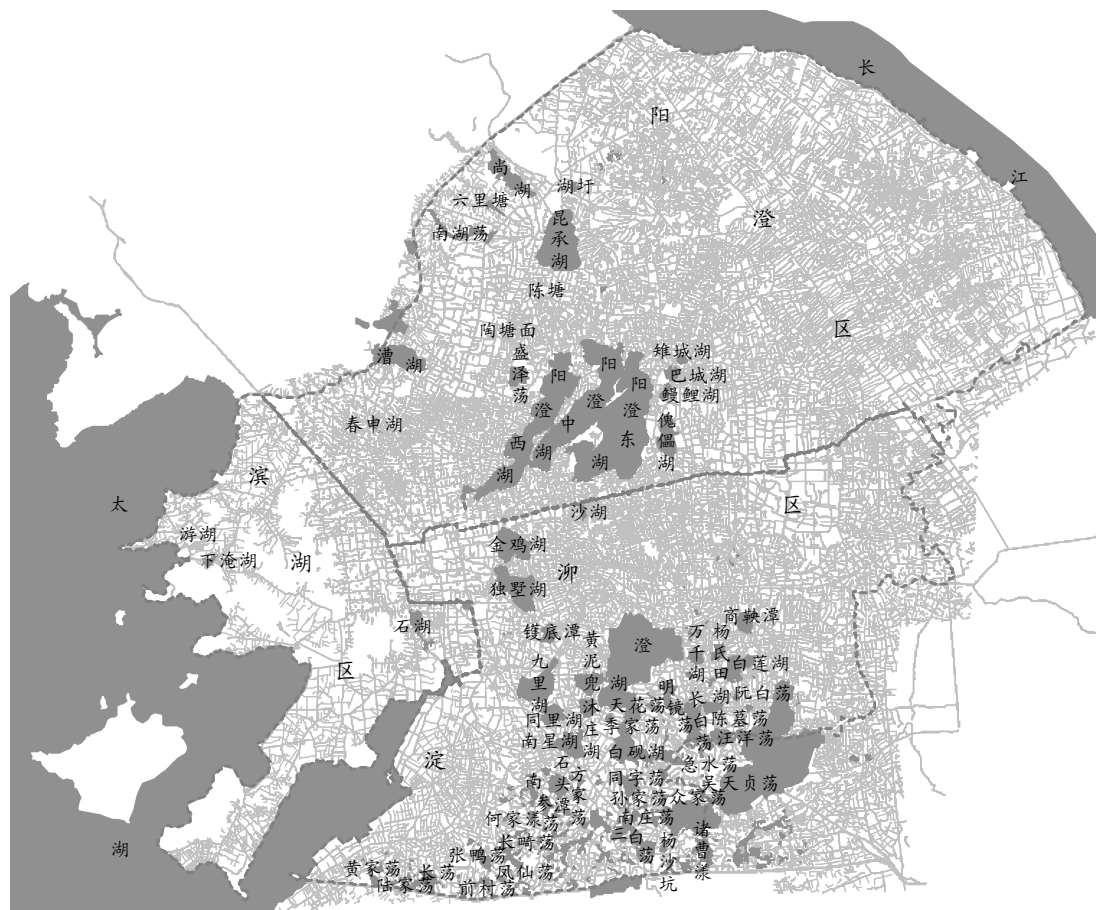 长江
阳澄区
尚湖
湖圩
六里塘
昆承湖
南湖荡
陈塘
陶塘面
盛泽荡
漕湖
阳澄西湖
阳澄中湖
阳澄东湖
雉城湖
巴城湖
鳗鲤湖
傀儡湖
春申湖
滨湖区
太湖
游湖
下淹湖
沙湖
金鸡湖
独墅湖
淀泖区
石湖
镬底潭
黄泥兜
澄湖
万千湖
杨氏田
商鞅潭
白莲湖
九里湖
明镜荡
长湖
阮白荡
沐庄湖
天花荡
同里湖
季家荡
白陈墓荡
南星湖
白砚湖
荡
汪洋荡
石头潭
方家荡
急水荡
南参荡
同字荡
吴天贞荡
孙家荡
众家荡
何家漾
南庄荡
长畸荡
三白荡
杨沙坑
诸曹漾
张鸭荡
黄家荡
长荡
凤仙荡
陆家荡
前村荡